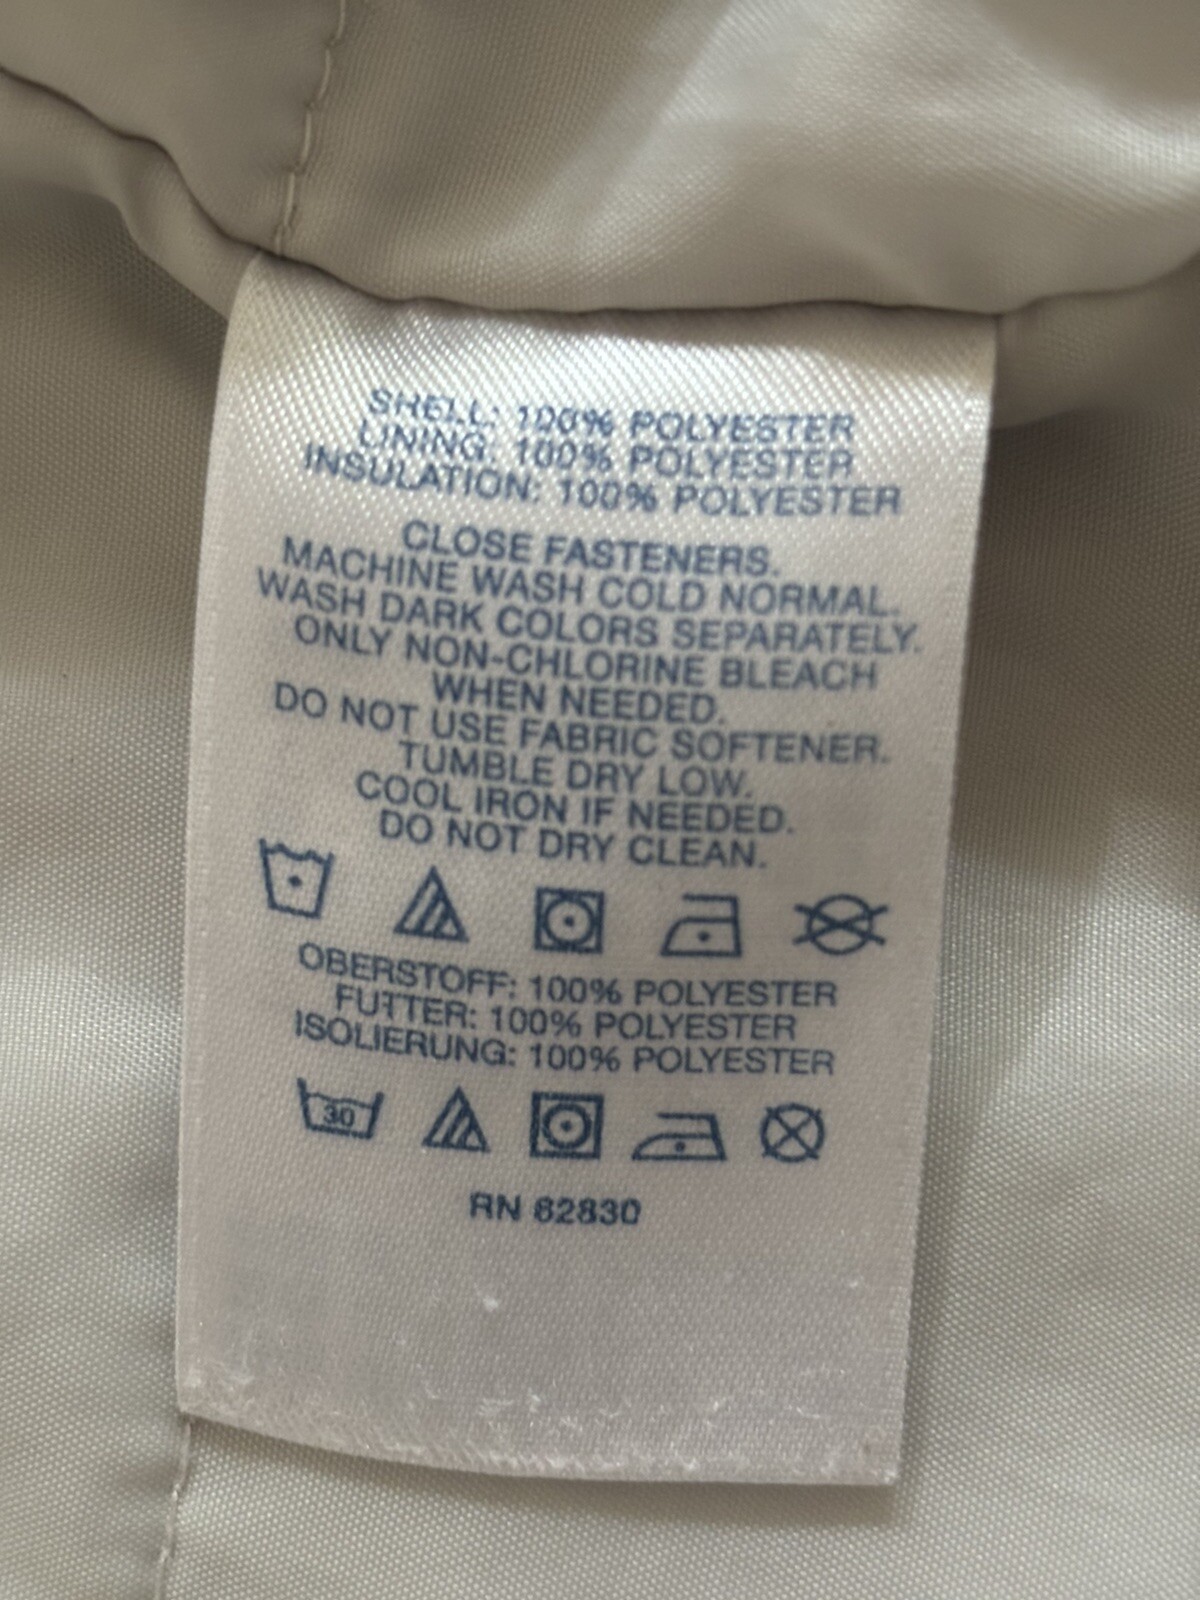 SHELL: 100% POLYESTER
LINING: 100% POLYESTER
INSULATION: 100% POLYESTER
CLOSE FASTENERS.
MACHINE WASH COLD NORMAL.
WASH DARK COLORS SEPARATELY.
ONLY NON-CHLORINE BLEACH
WHEN NEEDED.
DO NOT USE FABRIC SOFTENER.
TUMBLE DRY LOW.
COOL IRON IF NEEDED.
DO NOT DRY CLEAN.
OBERSTOFF: 100% POLYESTER
FUTTER: 100% POLYESTER
ISOLIERUNG: 100% POLYESTER
30
RN 62830